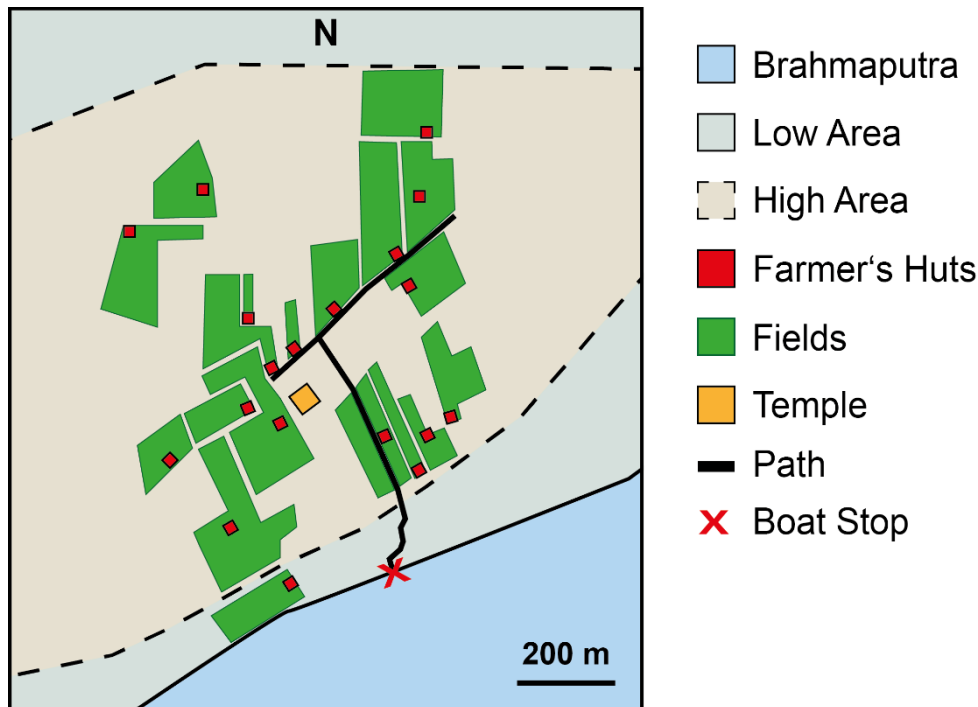 N
Brahmaputra
Low Area
High Area
Farmer‘s Huts
Fields
Temple
Path
Boat Stop
200 m